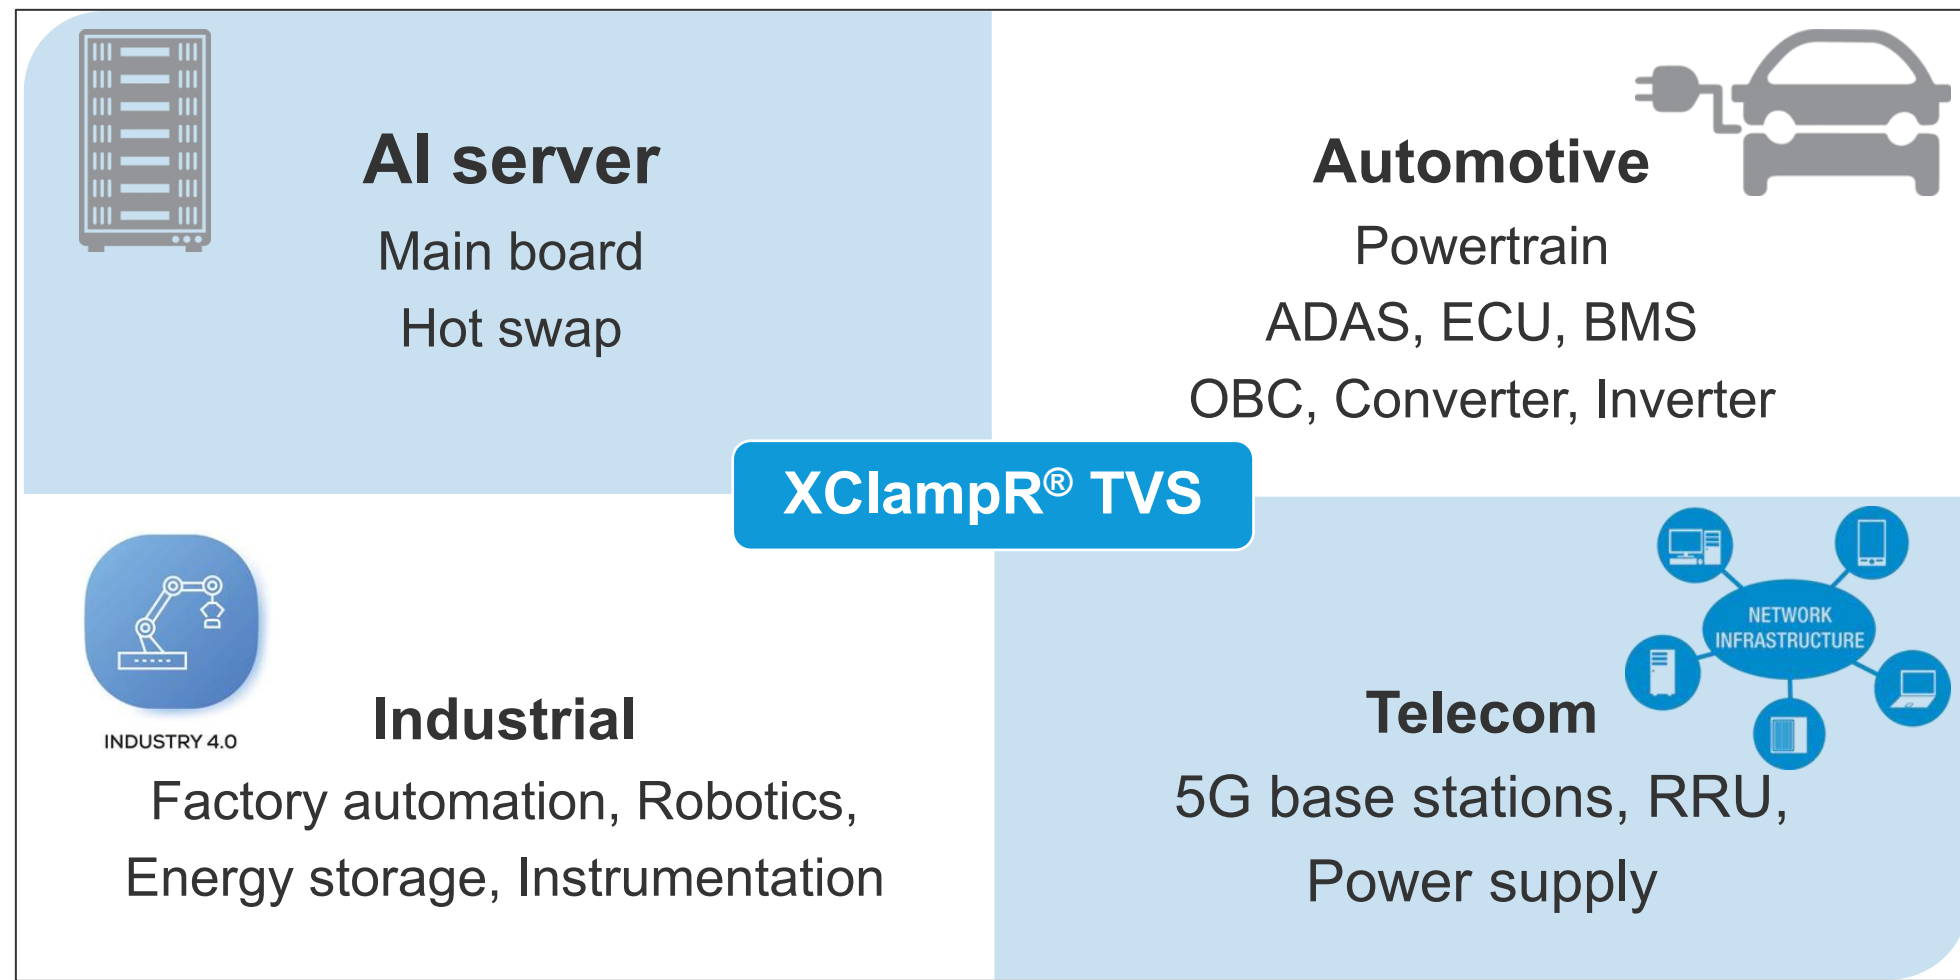 AI server
Main board
Hot swap
Automotive
Powertrain
ADAS, ECU, BMS
OBC, Converter, Inverter
XClampR® TVS
INDUSTRY 4.0
Industrial
Factory automation, Robotics,
Energy storage, Instrumentation
NETWORK
INFRASTRUCTURE
Telecom
5G base stations, RRU,
Power supply